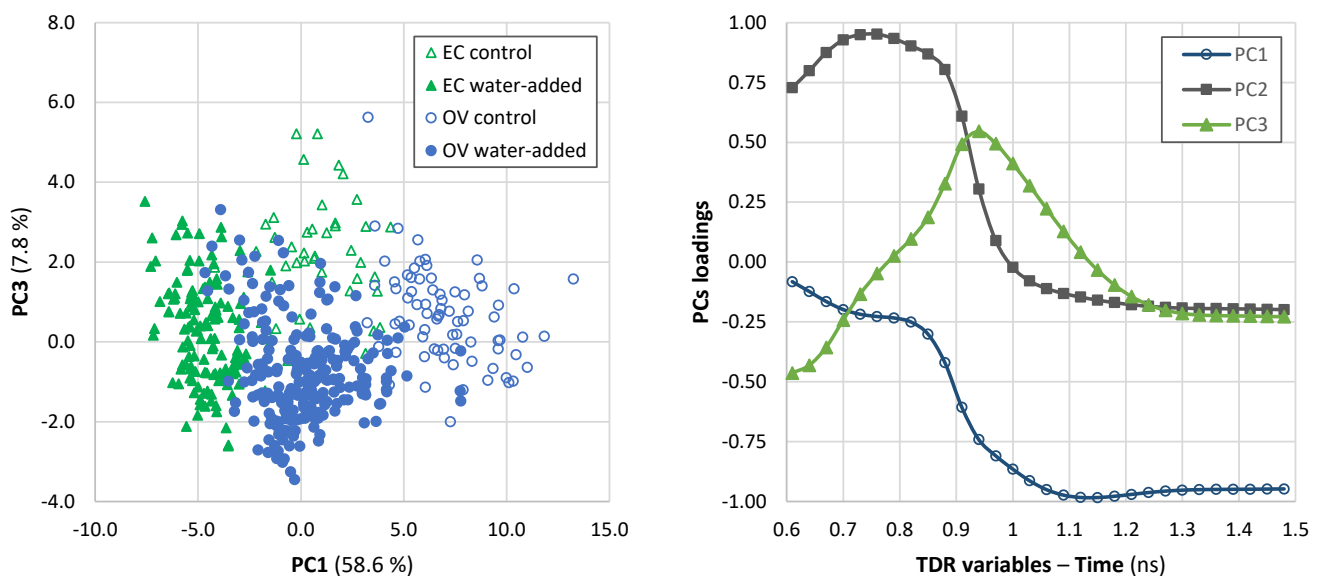 8.0
6.0
4.0
2.0
0.0
-2.0
-4.0
-10.0 -5.0 0.0 5.0 10.0 15.0
PC3 (7.8 %)
PC1 (58.6 %)
EC control
EC water-added
OV control
OV water-added
1.00
0.75
0.50
0.25
0.00
-0.25
-0.50
-0.75
-1.00
0.6 0.7 0.8 0.9 1 1.1 1.2 1.3 1.4 1.5
PCs loadings
TDR variables – Time (ns)
PC1
PC2
PC3